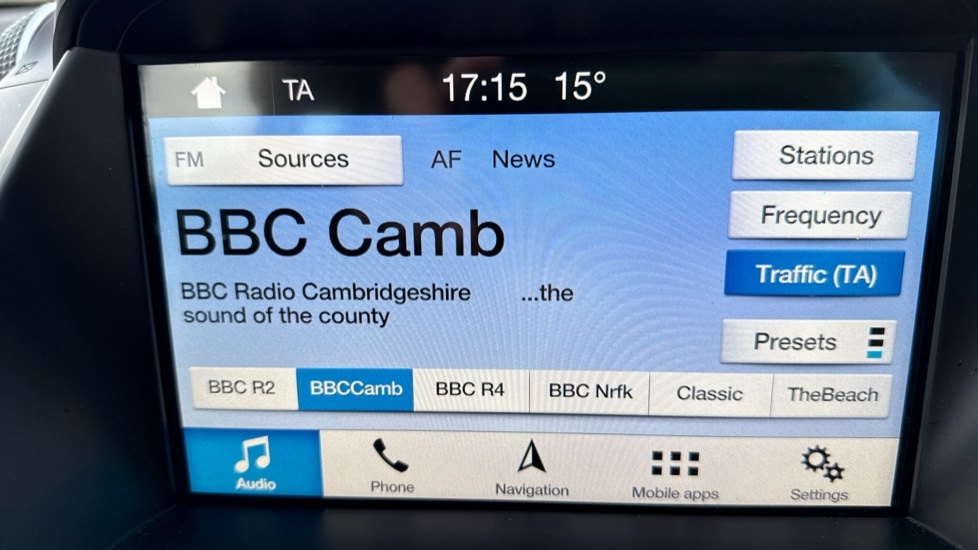 TA 17:15 15°
FM Sources AF News Stations
Frequency
BBC Camb
Traffic (TA)
BBC Radio Cambridgeshire ...the
sound of the county
Presets
BBC R2 BBCCamb BBC R4 BBC Nrfk Classic TheBeach
Audio Phone Navigation Mobile apps Settings